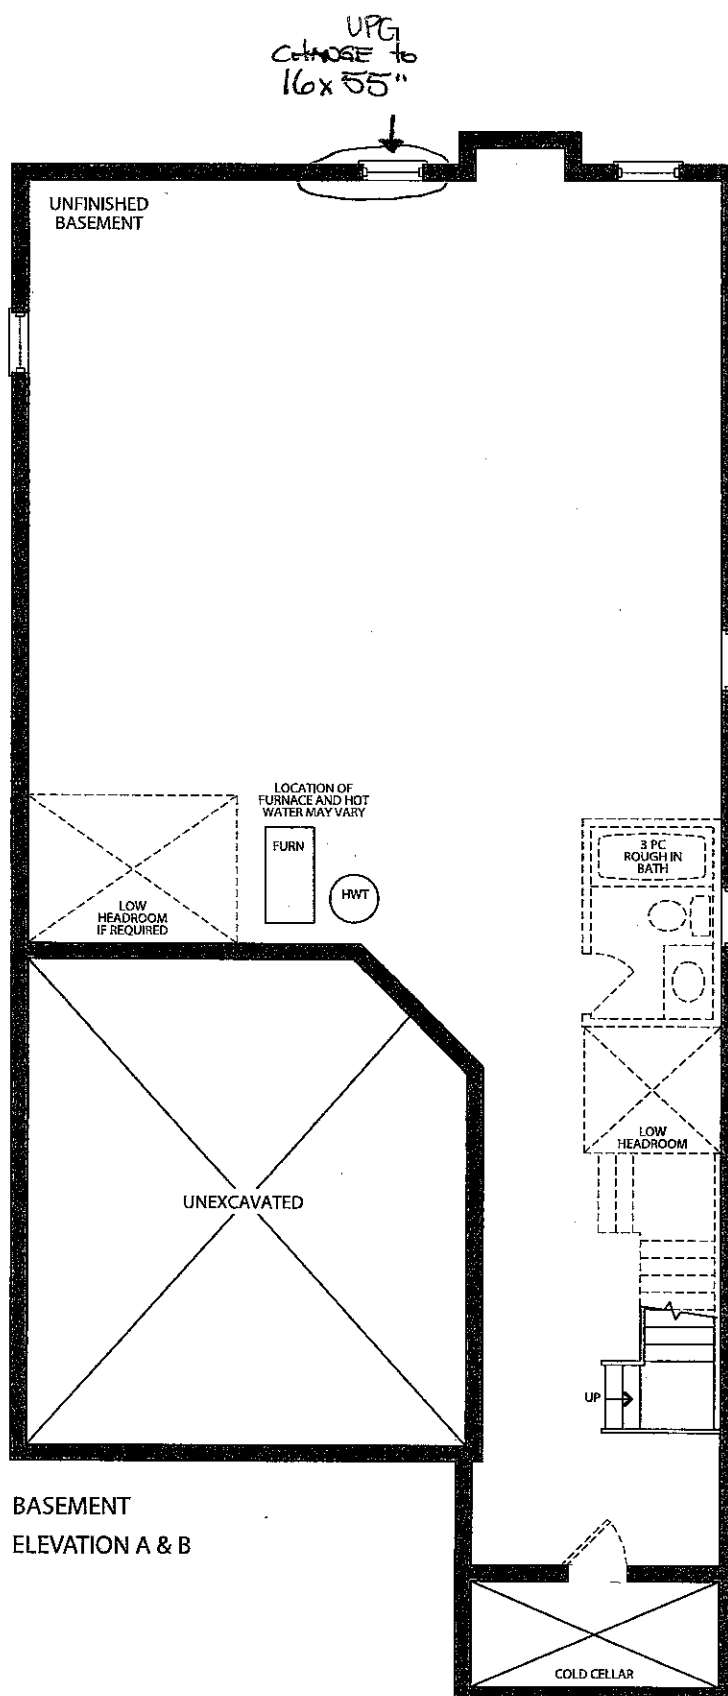 UPG
CHANGE to
16x55"
UNFINISHED
BASEMENT
LOCATION OF
FURNACE AND HOT
WATER MAY VARY
FURN
HWT
LOW
HEADROOM
IF REQUIRED
3 PC
ROUGH IN
BATH
LOW
HEADROOM
UNEXCAVATED
UP
BASEMENT
ELEVATION A & B
COLD CELLAR